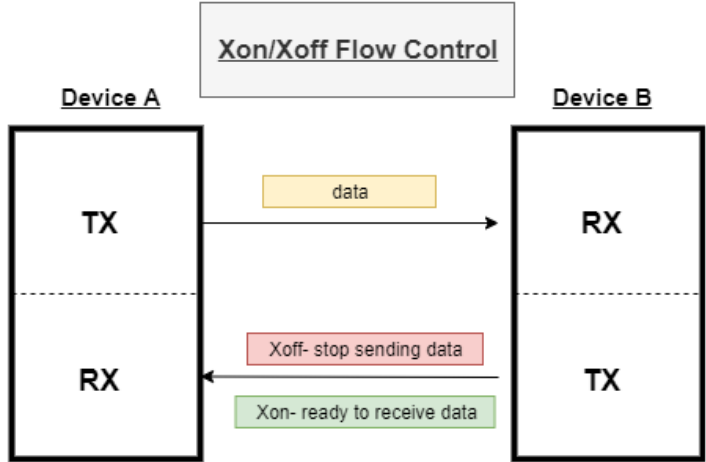 Xon/Xoff Flow Control
Device A
Device B
data
TX
RX
Xoff- stop sending data
RX
TX
Xon- ready to receive data